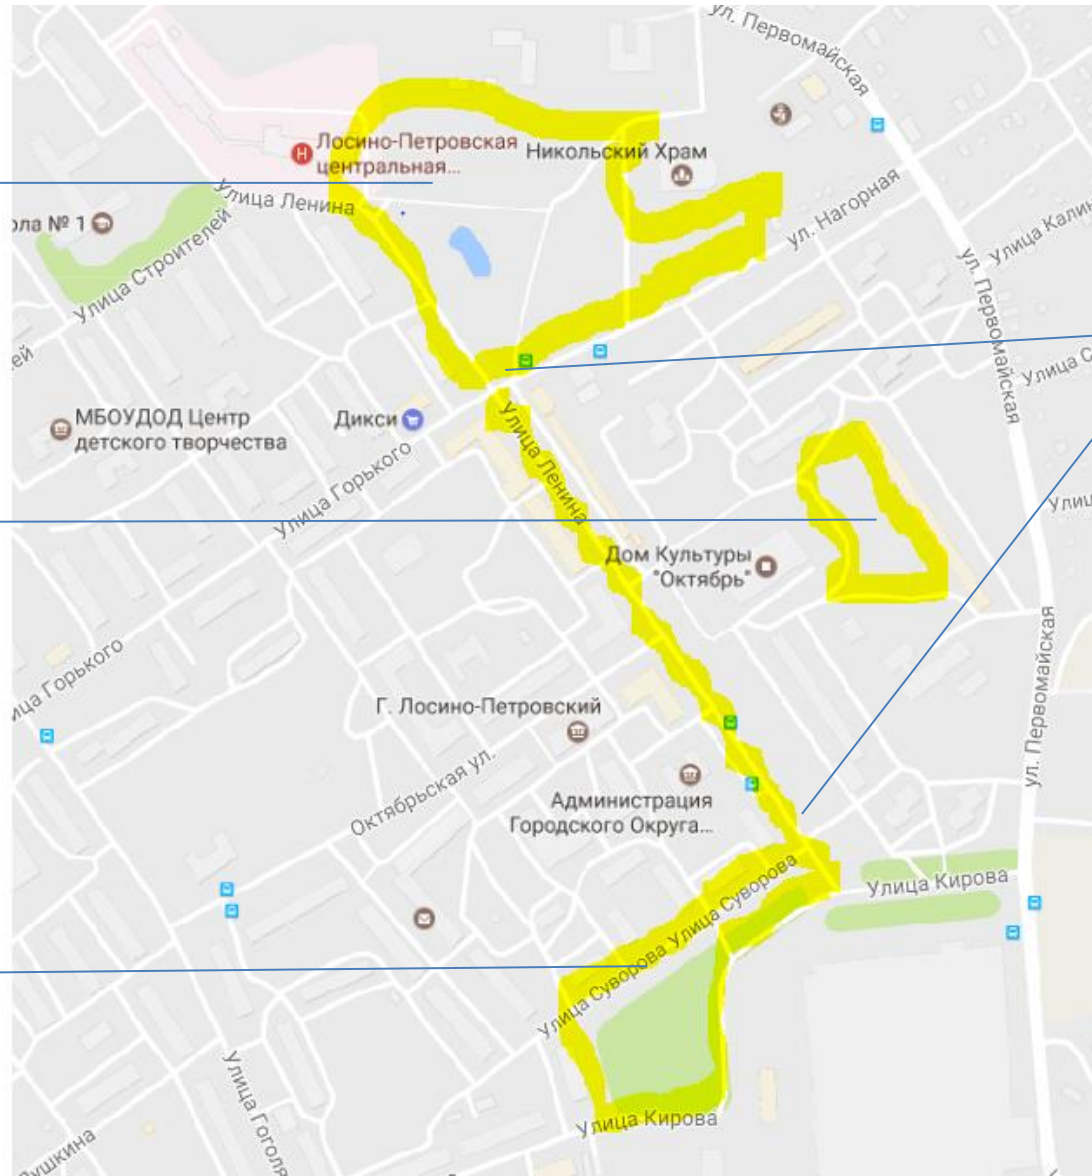 ул. Первомайская
Лосино-Петровская
центральная...
H
Никольский Храм
Улица Ленина
ола № 1
Улица Строителей
ул. Нагорная
Улица Калин
ул. Первомайская
ей
Улица С
МБОУДОД Центр
детского творчества
Дикси
Улица Ленина
Улица Горького
Улиц
Дом Культуры
"Октябрь"
ица Горького
ул. Первомайская
Г. Лосино-Петровский
Октябрьская ул.
Администрация
Городского Округа...
Улица Суворова
Улица Кирова
Улица Суворова
Улица Гоголя
Улица Кирова
Пушкина